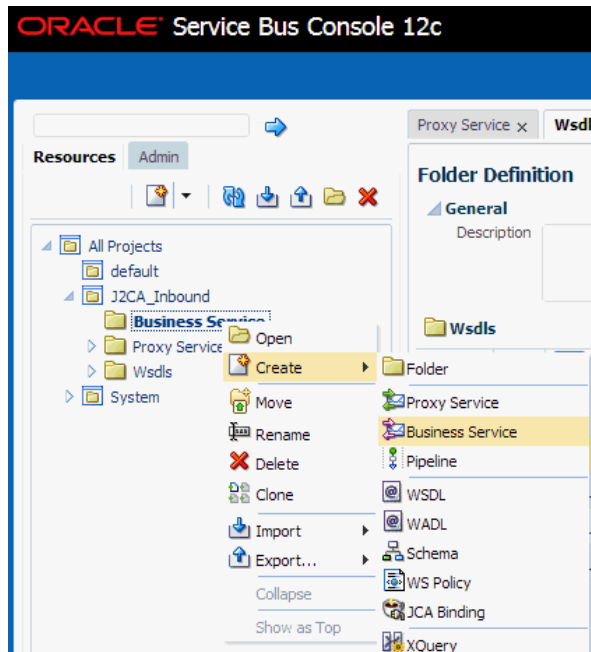 ORACLE Service Bus Console 12c
Proxy Service x
Resources
Admin
Folder Definition
General
Description
All Projects
default
J2CA_Inbound
Business Service
Proxy Service
Wsdls
System
Wsdls
Open
Create
Move
Rename
Delete
Clone
Import
Export...
Collapse
Show as Top
Folder
Proxy Service
Business Service
Pipeline
WSDL
WADL
Schema
WS Policy
JCA Binding
XQuery